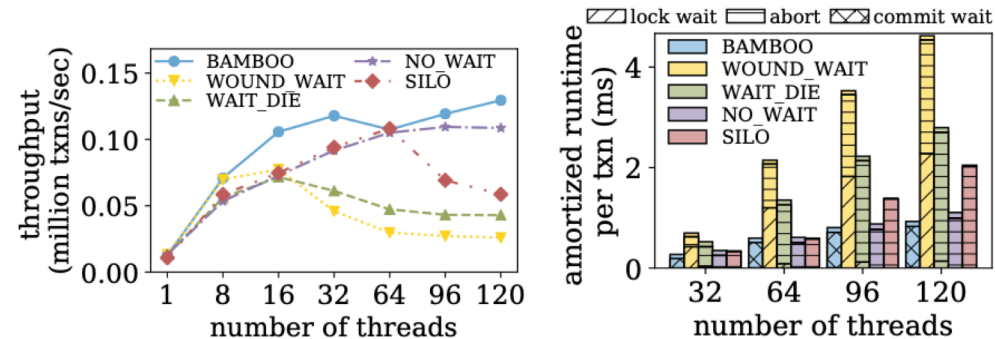 lock wait abort commit wait
BAMBOO NO_WAIT
WOUND_WAIT SILO
WAIT_DIE
0.15
0.10
0.05
0.00
throughput
(million txns/sec)
1 8 16 32 64 96 120
number of threads
BAMBOO
WOUND_WAIT
WAIT_DIE
NO_WAIT
SILO
4
2
0
amortized runtime
per txn (ms)
32 64 96 120
number of threads